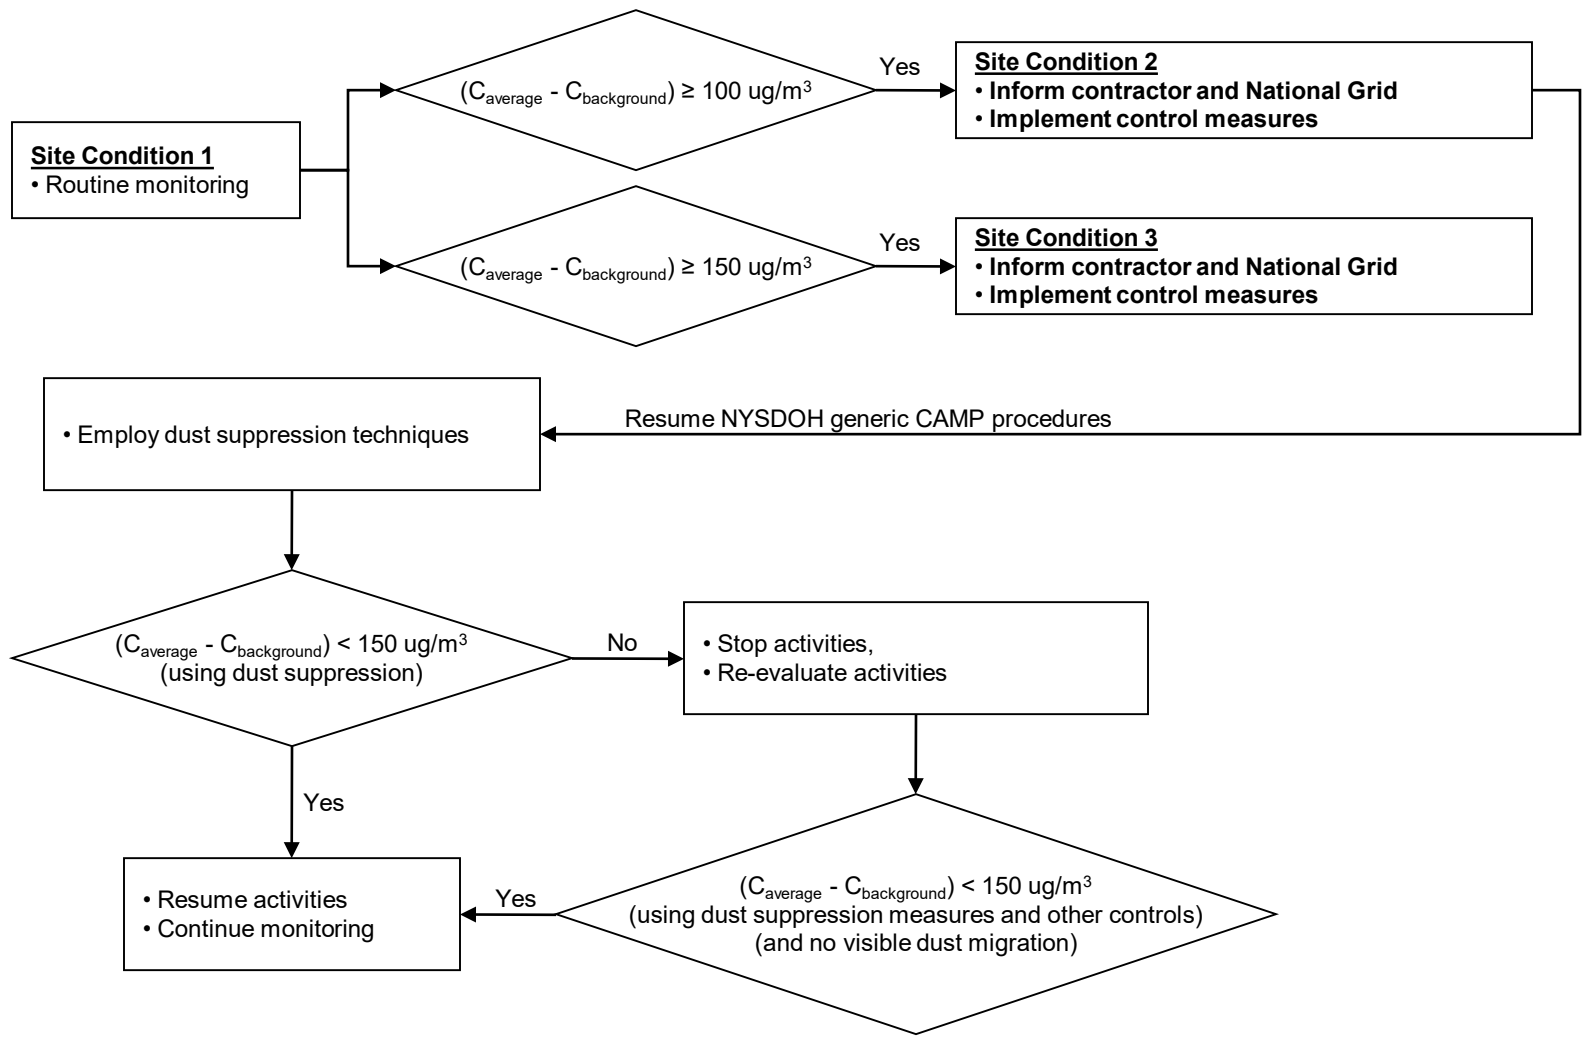 (Caverage - Cbackground) ≥ 100 ug/m³
Yes
Site Condition 2
• Inform contractor and National Grid
• Implement control measures
Site Condition 1
• Routine monitoring
(Caverage - Cbackground) ≥ 150 ug/m³
Yes
Site Condition 3
• Inform contractor and National Grid
• Implement control measures
Resume NYSDOH generic CAMP procedures
• Employ dust suppression techniques
(Caverage - Cbackground) < 150 ug/m³
(using dust suppression)
No
• Stop activities,
• Re-evaluate activities
Yes
• Resume activities
• Continue monitoring
Yes
(Caverage - Cbackground) < 150 ug/m³
(using dust suppression measures and other controls)
(and no visible dust migration)